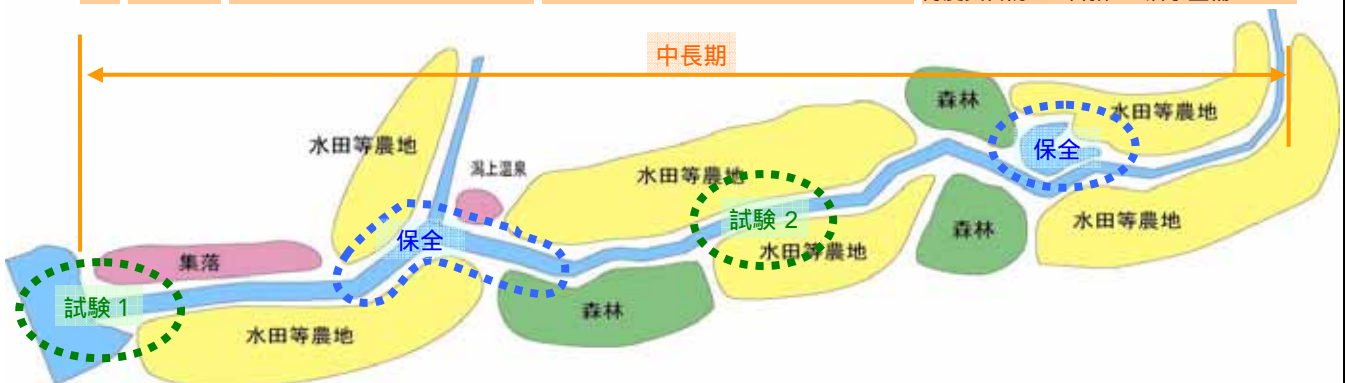 中長期
森林
水田等農地
保全
水田等農地
潟上温泉
水田等農地
試験２
水田等農地
森林
水田等農地
保全
集落
試験１
水田等農地
森林